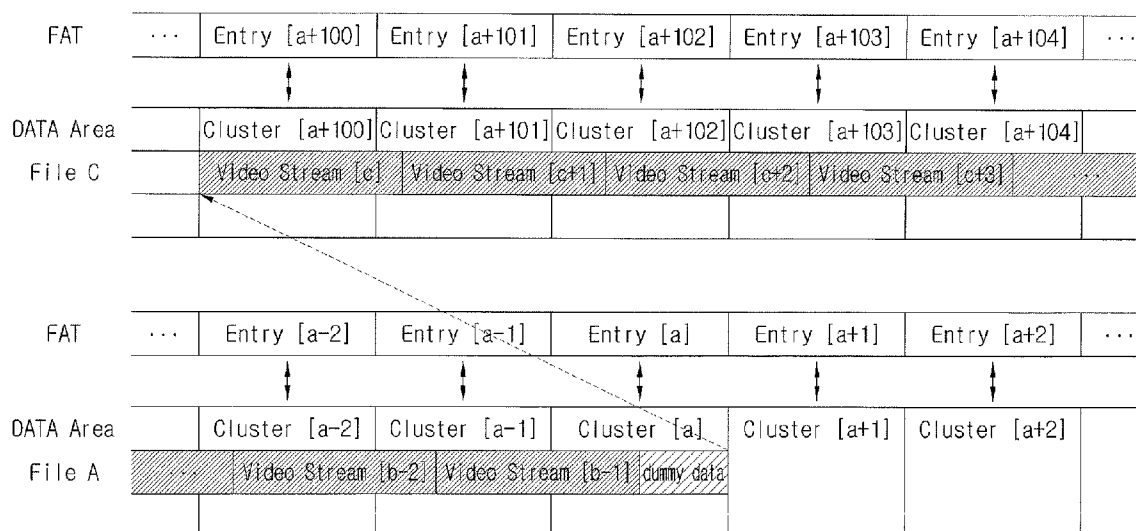 FAT ... Entry [a+100] Entry [a+101] Entry [a+102] Entry [a+103] Entry [a+104] ...
DATA Area Cluster [a+100] Cluster [a+101] Cluster [a+102] Cluster [a+103] Cluster [a+104]
File C Video Stream [c] Video Stream [c+1] Video Stream [c+2] Video Stream [c+3] ...
FAT ... Entry [a-2] Entry [a-1] Entry [a] Entry [a+1] Entry [a+2] ...
DATA Area Cluster [a-2] Cluster [a-1] Cluster [a] Cluster [a+1] Cluster [a+2]
File A ... Video Stream [b-2] Video Stream [b-1] dummy data